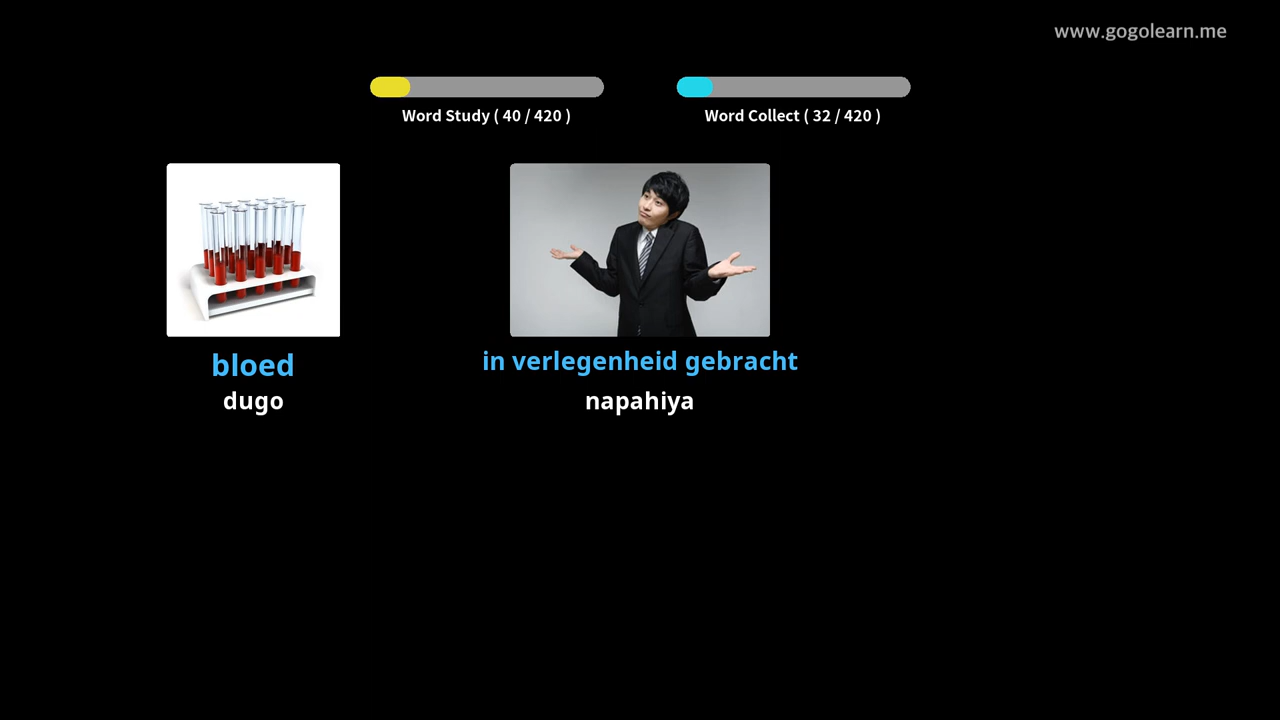 www.gogolearn.me
Word Study ( 40 / 420 )
Word Collect ( 32 / 420 )
bloed
dugo
in verlegenheid gebracht
napahiya